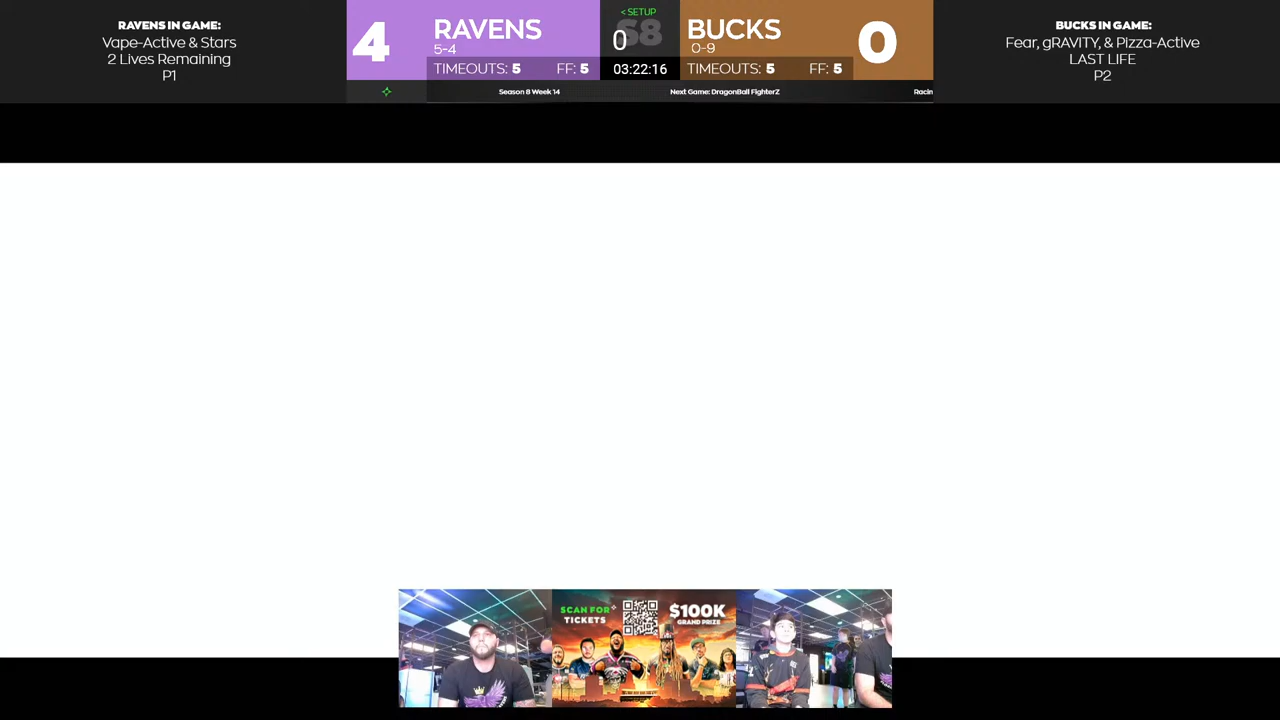 RAVENS IN GAME:
Vape-Active & Stars
2 Lives Remaining
P1
4
RAVENS
5-4
TIMEOUTS: 5 FF: 5
< SETUP
S8
0
03:22:16
BUCKS
0-9
TIMEOUTS: 5 FF: 5
0
BUCKS IN GAME:
Fear, gRAVITY, & Pizza-Active
LAST LIFE
P2
Season 8 Week 14 Next Game: DragonBall FighterZ Racin
SCAN FOR
TICKETS
$100K
GRAND PRIZE